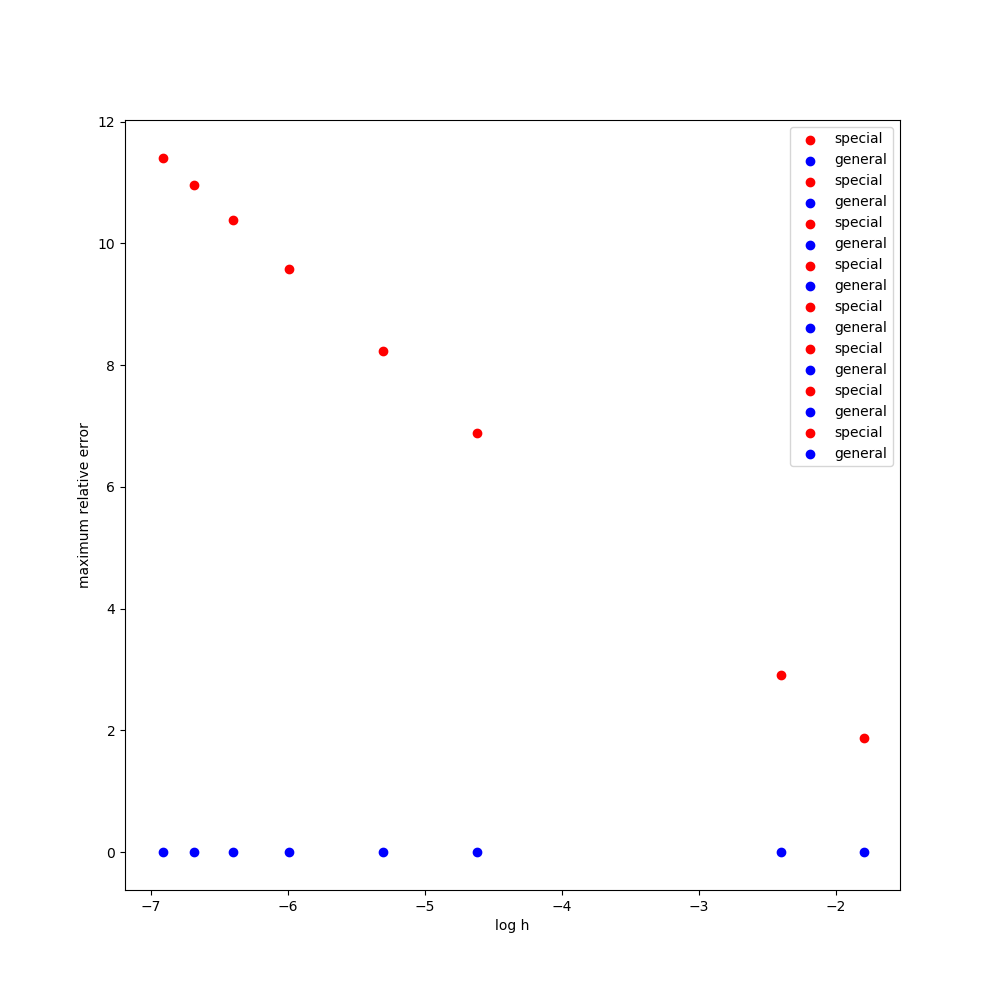 12
10
8
6
4
2
0
maximum relative error
−7 −6 −5 −4 −3 −2
log h
special
general
special
general
special
general
special
general
special
general
special
general
special
general
special
general